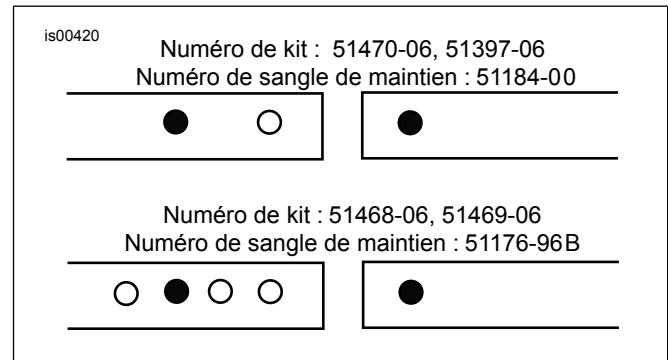 is00420
Numéro de kit : 51470-06, 51397-06
Numéro de sangle de maintien : 51184-00
Numéro de kit : 51468-06, 51469-06
Numéro de sangle de maintien : 51176-96B